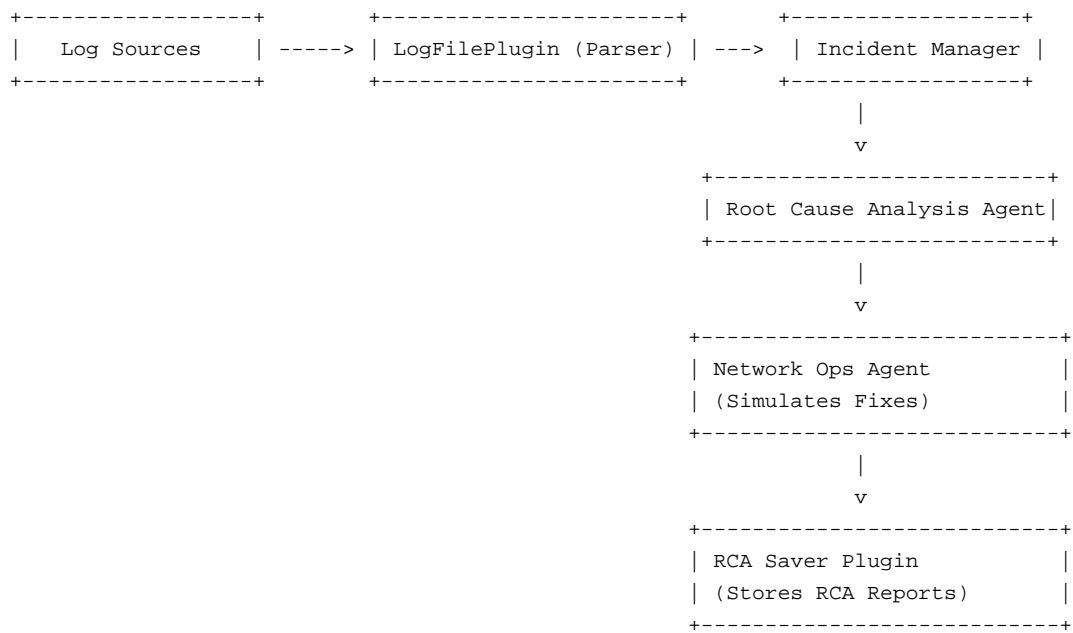 +-------------------+         +-----------------------+        +------------------+
|   Log Sources     | -----> | LogFilePlugin (Parser) | --->  | Incident Manager |
+-------------------+         +-----------------------+        +------------------+
|
v
+--------------------------+
| Root Cause Analysis Agent|
+--------------------------+
|
v
+----------------------------+
| Network Ops Agent          |
| (Simulates Fixes)          |
+----------------------------+
|
v
+----------------------------+
| RCA Saver Plugin           |
| (Stores RCA Reports)       |
+----------------------------+